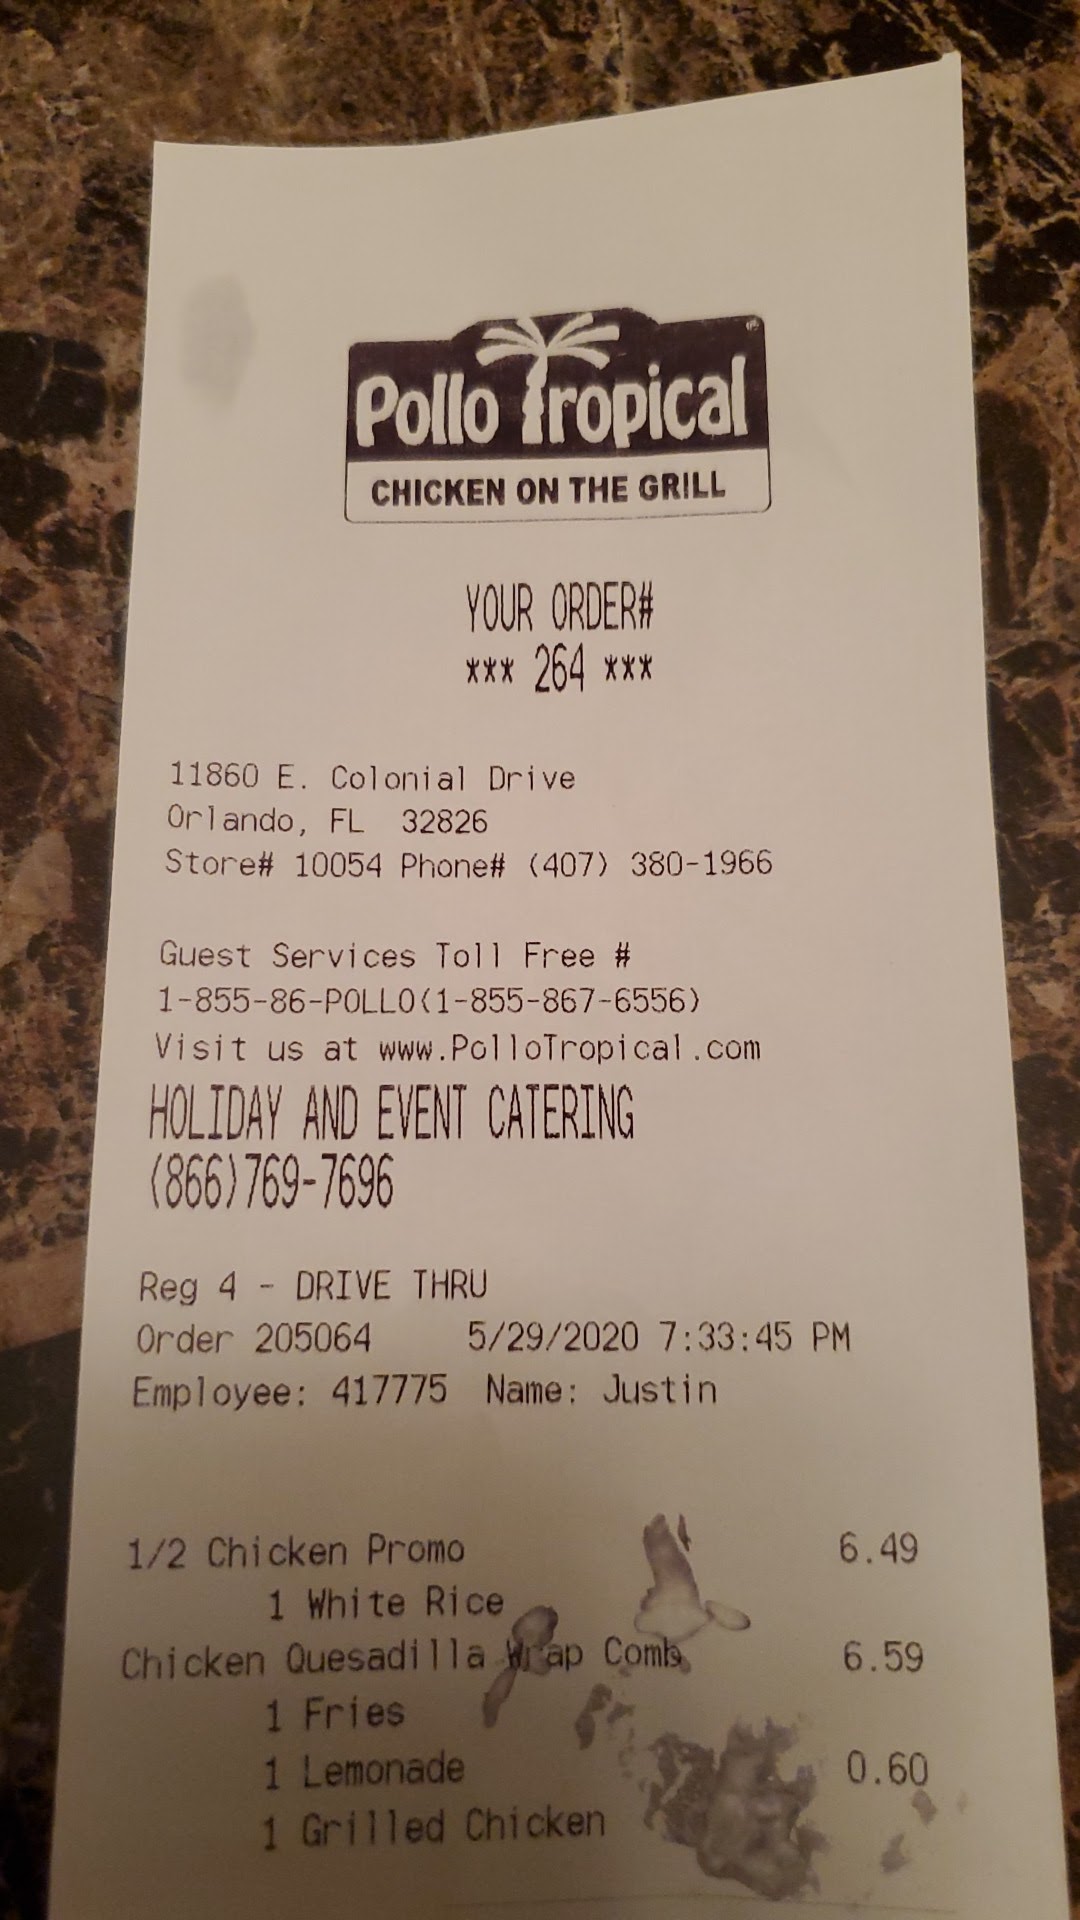 Pollo Tropical®
CHICKEN ON THE GRILL
YOUR ORDER#
*** 264 ***
11860 E. Colonial Drive
Orlando, FL 32826
Store# 10054 Phone# (407) 380-1966
Guest Services Toll Free #
1-855-86-POLLO(1-855-867-6556)
Visit us at www.PolloTropical.com
HOLIDAY AND EVENT CATERING
(866)769-7696
Reg 4 - DRIVE THRU
Order 205064 5/29/2020 7:33:45 PM
Employee: 417775 Name: Justin
1/2 Chicken Promo 6.49
1 White Rice
Chicken Quesadilla Wrap Comb 6.59
1 Fries
1 Lemonade 0.60
1 Grilled Chicken